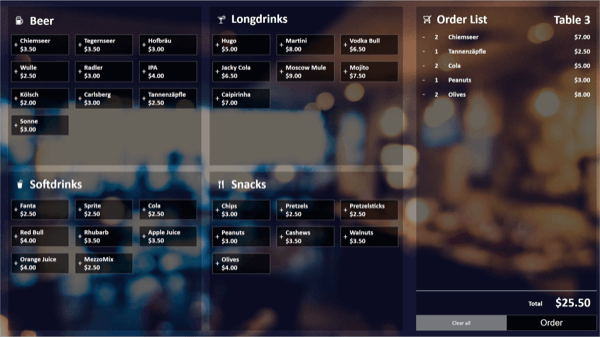 Beer
+ Chiemseer
$3.50
+ Tegernseer
$3.50
+ Hofbräu
$3.00
+ Wulle
$2.50
+ Radler
$3.00
+ IPA
$4.00
+ Kölsch
$2.00
+ Carlsberg
$3.00
+ Tannenzäpfle
$2.50
+ Sonne
$3.00
Longdrinks
+ Hugo
$5.00
+ Martini
$8.00
+ Vodka Bull
$6.50
+ Jacky Cola
$6.50
+ Moscow Mule
$9.00
+ Mojito
$7.50
+ Caipirinha
$7.00
Softdrinks
+ Fanta
$2.50
+ Sprite
$2.50
+ Cola
$2.50
+ Red Bull
$4.00
+ Rhubarb
$3.50
+ Apple Juice
$3.50
+ Orange Juice
$4.00
+ MezzoMix
$2.50
Snacks
+ Chips
$3.00
+ Pretzels
$2.50
+ Pretzelsticks
$2.50
+ Peanuts
$3.00
+ Cashews
$3.50
+ Walnuts
$3.50
+ Olives
$4.00
Order List Table 3
- 2 Chiemseer $7.00
- 1 Tannenzäpfle $2.50
- 2 Cola $5.00
- 1 Peanuts $3.00
- 2 Olives $8.00
Total $25.50
Clear all Order